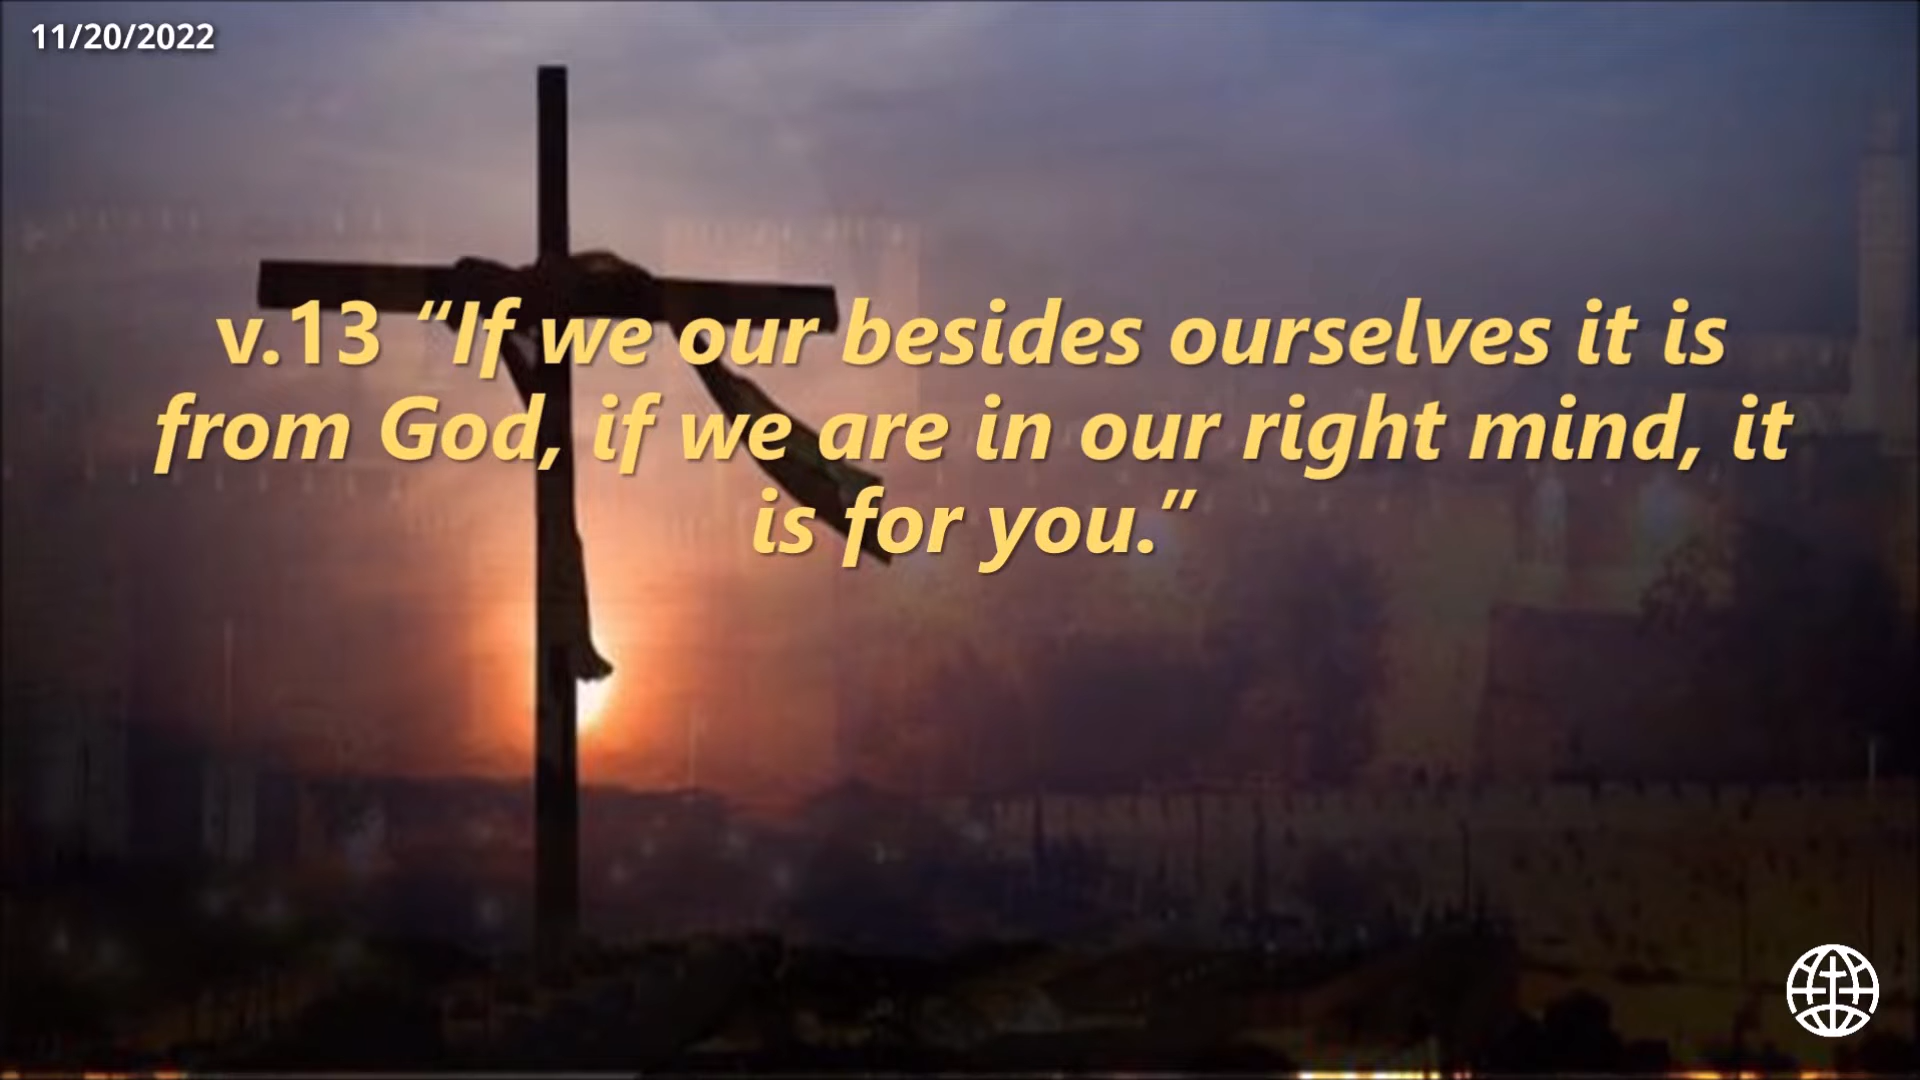 11/20/2022
v.13 “If we our besides ourselves it is
from God, if we are in our right mind, it
is for you.”